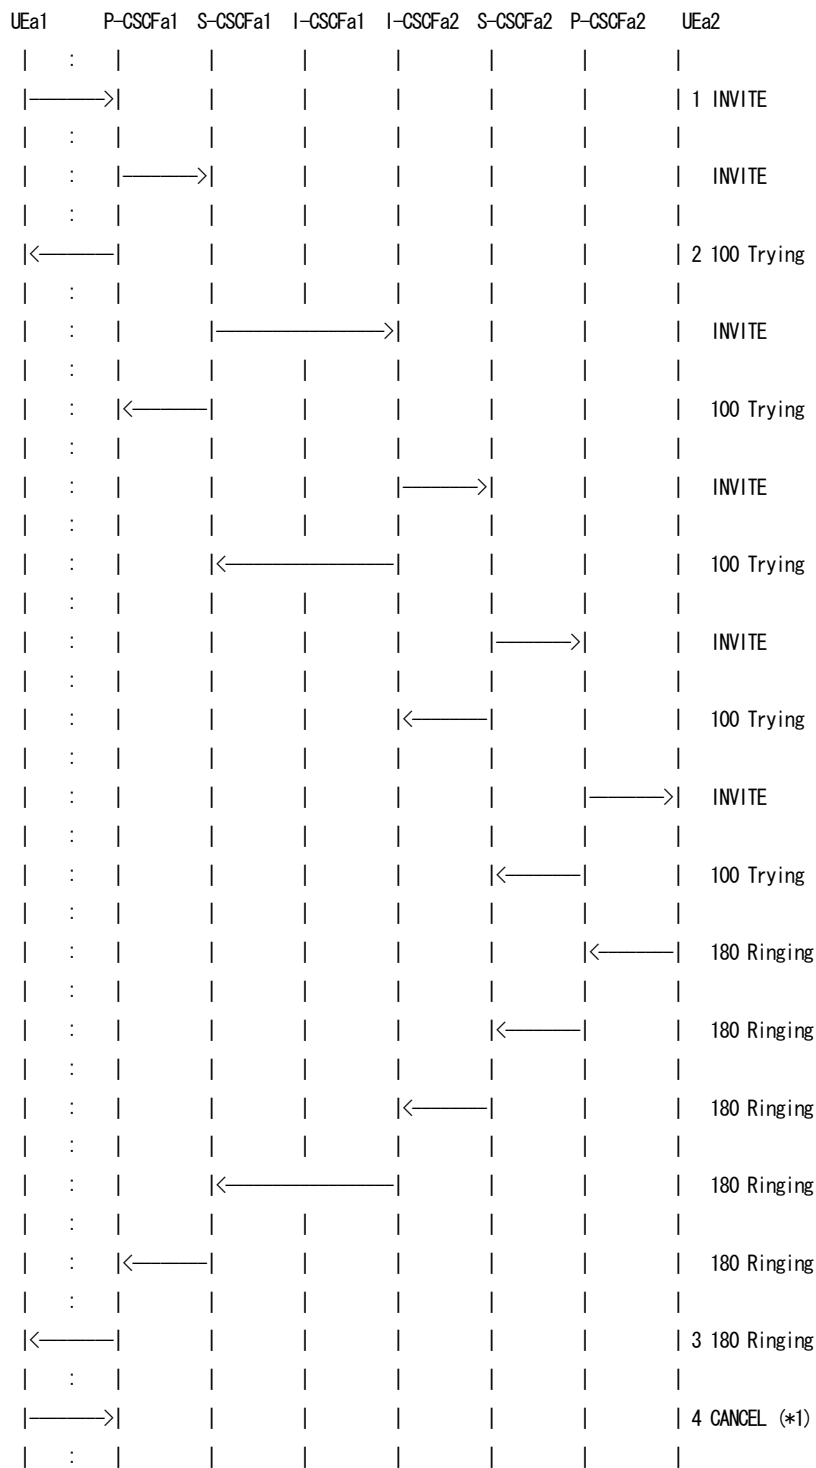 UEa1 P-CSCFa1 S-CSCFa1 I-CSCFa1 I-CSCFa2 S-CSCFa2 P-CSCFa2 UEa2
1 INVITE
INVITE
2 100 Trying
INVITE
100 Trying
INVITE
100 Trying
INVITE
100 Trying
INVITE
100 Trying
180 Ringing
180 Ringing
180 Ringing
180 Ringing
180 Ringing
3 180 Ringing
4 CANCEL (*1)